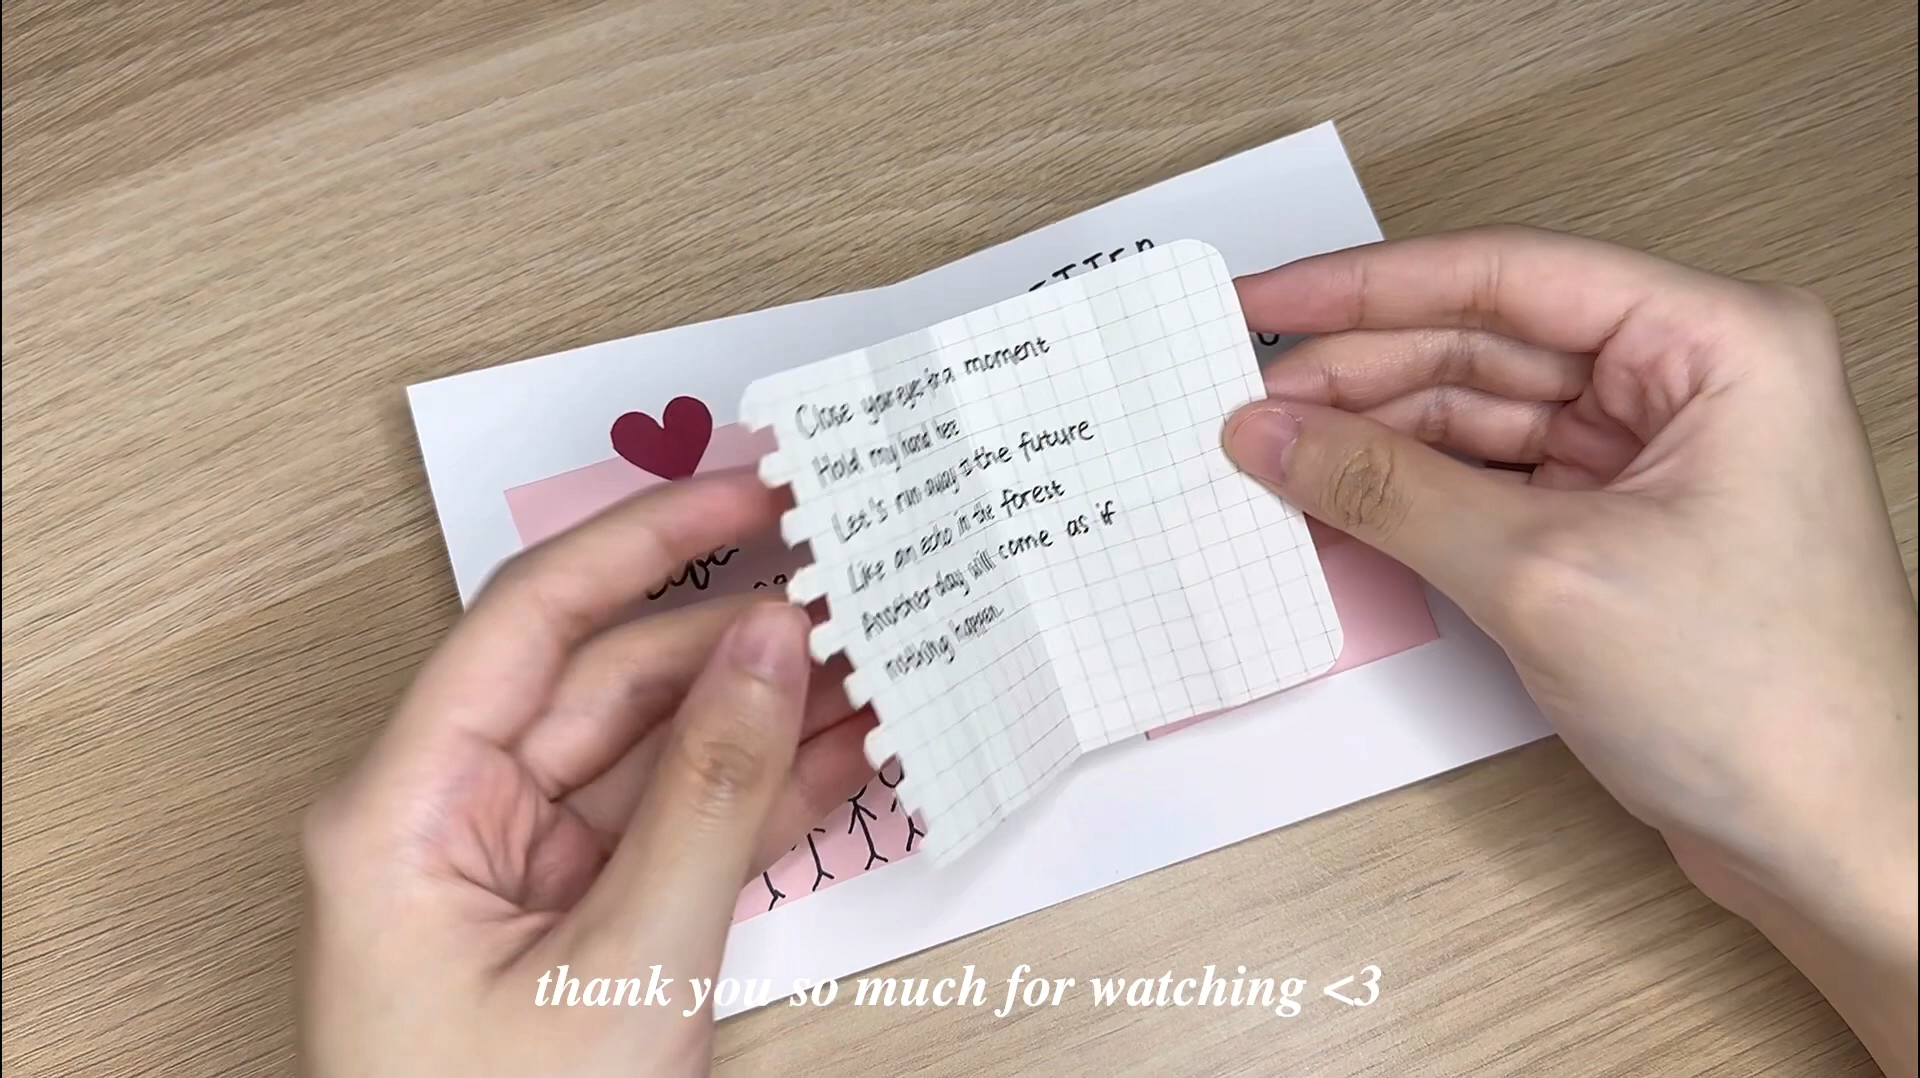 Close your eyes for a moment
Hold my hand here
Let's run away to the future
Like an echo in the forest
Another day will come as if
nothing happen
Life
thank you so much for watching <3